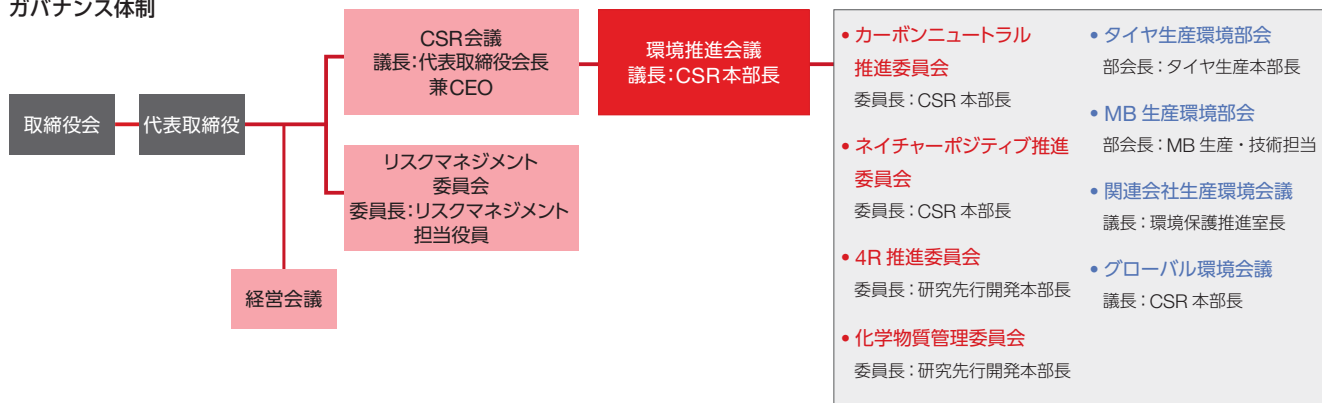 ガバナンス体制
取締役会
代表取締役
CSR会議
議長：代表取締役会長
兼CEO
リスクマネジメント
委員会
委員長：リスクマネジメント
担当役員
経営会議
環境推進会議
議長：CSR本部長
• カーボンニュートラル
推進委員会
委員長：CSR 本部長
• ネイチャーポジティブ推進
委員会
委員長：CSR 本部長
• 4R 推進委員会
委員長：研究先行開発本部長
• 化学物質管理委員会
委員長：研究先行開発本部長
• タイヤ生産環境部会
部会長：タイヤ生産本部長
• MB 生産環境部会
部会長：MB 生産・技術担当
• 関連会社生産環境会議
議長：環境保護推進室長
• グローバル環境会議
議長：CSR 本部長